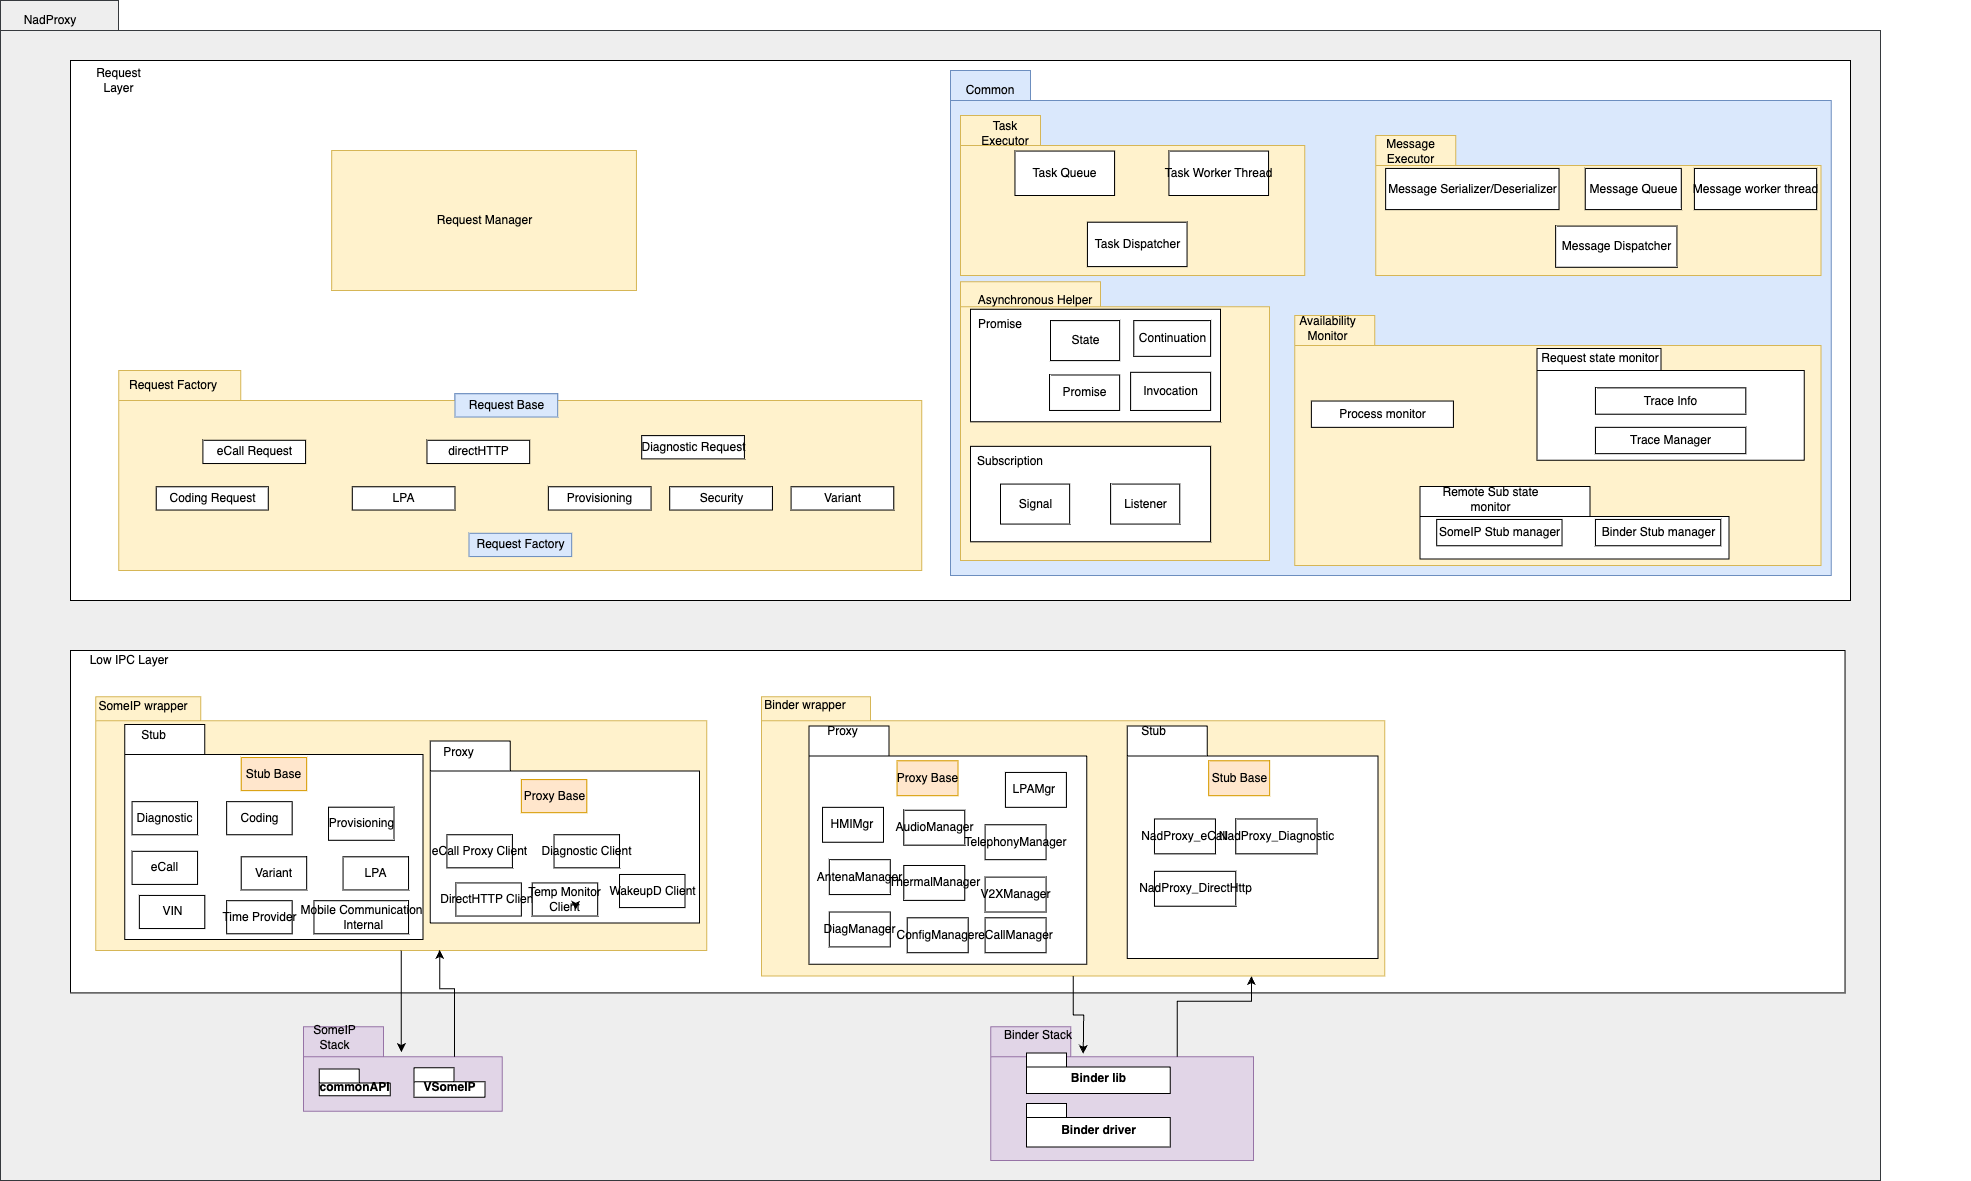 NadProxy
Request
Layer
Request Manager
Request Factory
Request Base
eCall Request
directHTTP
Diagnostic Request
Coding Request
LPA
Provisioning
Security
Variant
Request Factory
Common
Task
Executor
Task Queue
Task Worker Thread
Task Dispatcher
Message
Executor
Message Serializer/Deserializer
Message Queue
Message worker thread
Message Dispatcher
Asynchronous Helper
Promise
State
Continuation
Promise
Invocation
Subscription
Signal
Listener
Availability
Monitor
Process monitor
Request state monitor
Trace Info
Trace Manager
Remote Sub state
monitor
SomeIP Stub manager
Binder Stub manager
Low IPC Layer
SomeIP wrapper
Stub
Stub Base
Diagnostic
Coding
Provisioning
eCall
Variant
LPA
VIN
Time Provider
Mobile Communication
Internal
Proxy
Proxy Base
eCall Proxy Client
Diagnostic Client
DirectHTTP Client
Temp Monitor
Client
WakeupD Client
Binder wrapper
Proxy
Proxy Base
LPAMgr
HMIMgr
AudioManager
TelephonyManager
AntenaManager
ThermalManager
V2XManager
DiagManager
ConfigManager
eCallManager
Stub
Stub Base
NadProxy_eCall
NadProxy_Diagnostic
NadProxy_DirectHttp
SomeIP
Stack
commonAPI
VSomeIP
Binder Stack
Binder lib
Binder driver